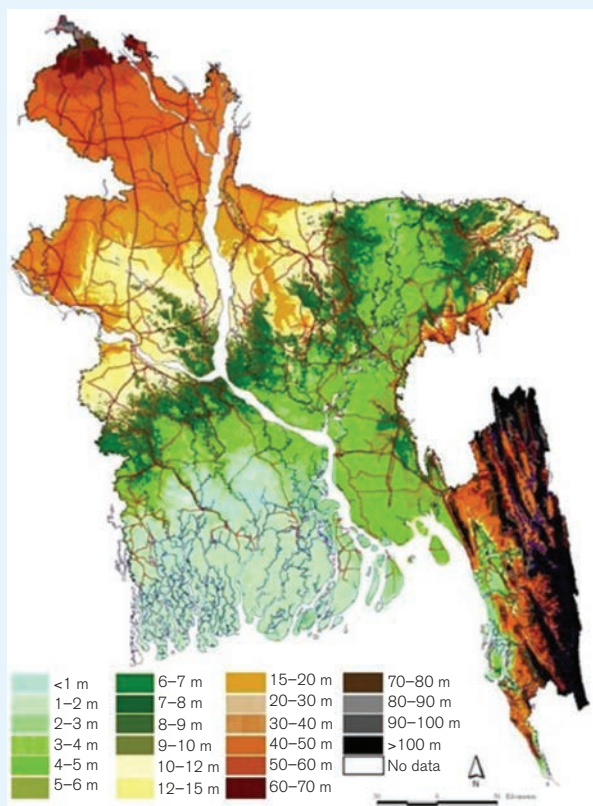 <1 m
1–2 m
2–3 m
3–4 m
4–5 m
5–6 m
6–7 m
7–8 m
8–9 m
9–10 m
10–12 m
12–15 m
15–20 m
20–30 m
30–40 m
40–50 m
50–60 m
60–70 m
70–80 m
80–90 m
90–100 m
>100 m
No data
N